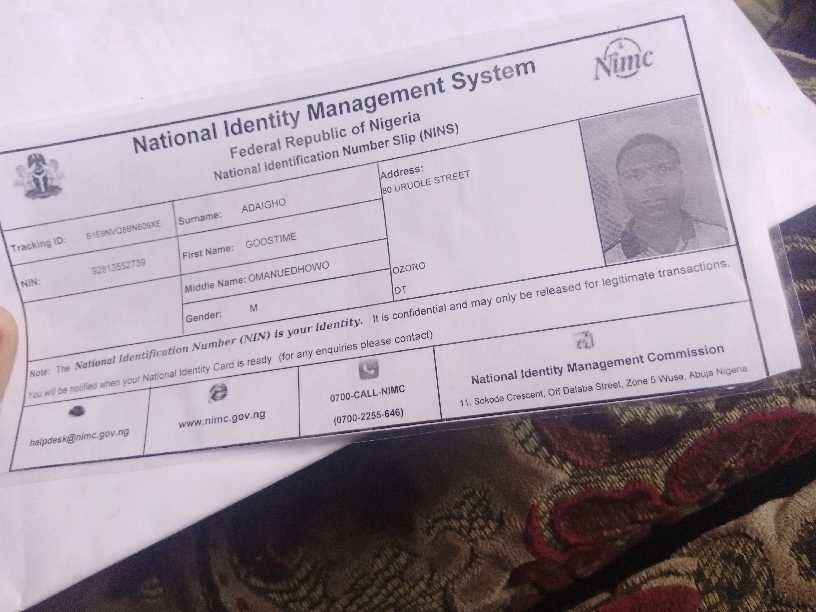 nimc
National Identity Management System
Federal Republic of Nigeria
National Identification Number Slip (NINS)
Tracking ID:
Surname: ADAIGHO
Address:
80 URUOLE STREET
NIN: 92813552739
First Name: GODSTIME
Middle Name: OMANUEDHOWO
OZORO
Gender: M
DT
Note: The National Identification Number (NIN) is your identity. It is confidential and may only be released for legitimate transactions.
You will be notified when your National Identity Card is ready (for any enquiries please contact)
helpdesk@nimc.gov.ng
www.nimc.gov.ng
0700-CALL-NIMC
(0700-2255-646)
National Identity Management Commission
11, Sokode Crescent, Off Dalaba Street, Zone 5 Wuse, Abuja Nigeria